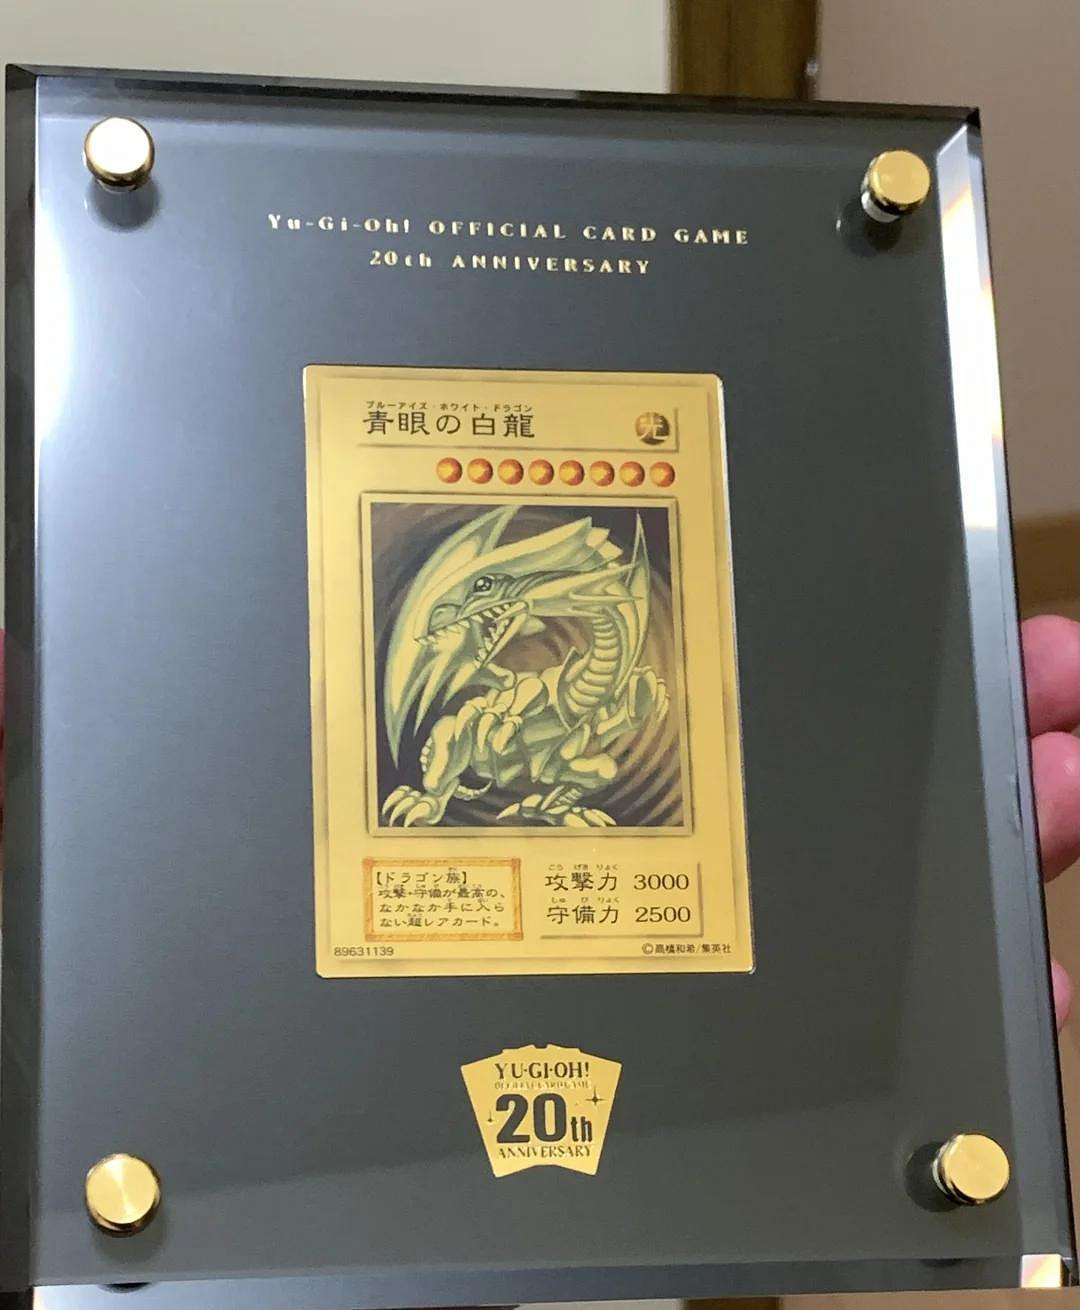 Yu-Gi-Oh! OFFICIAL CARD GAME
20th ANNIVERSARY
ブルーアイズ・ホワイト・ドラゴン
青眼の白龍
光
【ドラゴン族】
攻撃・守備が最高の、
なかなか手に入ら
ない超レアカード。
こう げき りょく
攻撃力 3000
しゅ び りょく
守備力 2500
89631139
©高橋和希/集英社
YU-GI-OH!
OFFICIAL CARD GAME
20th
ANNIVERSARY